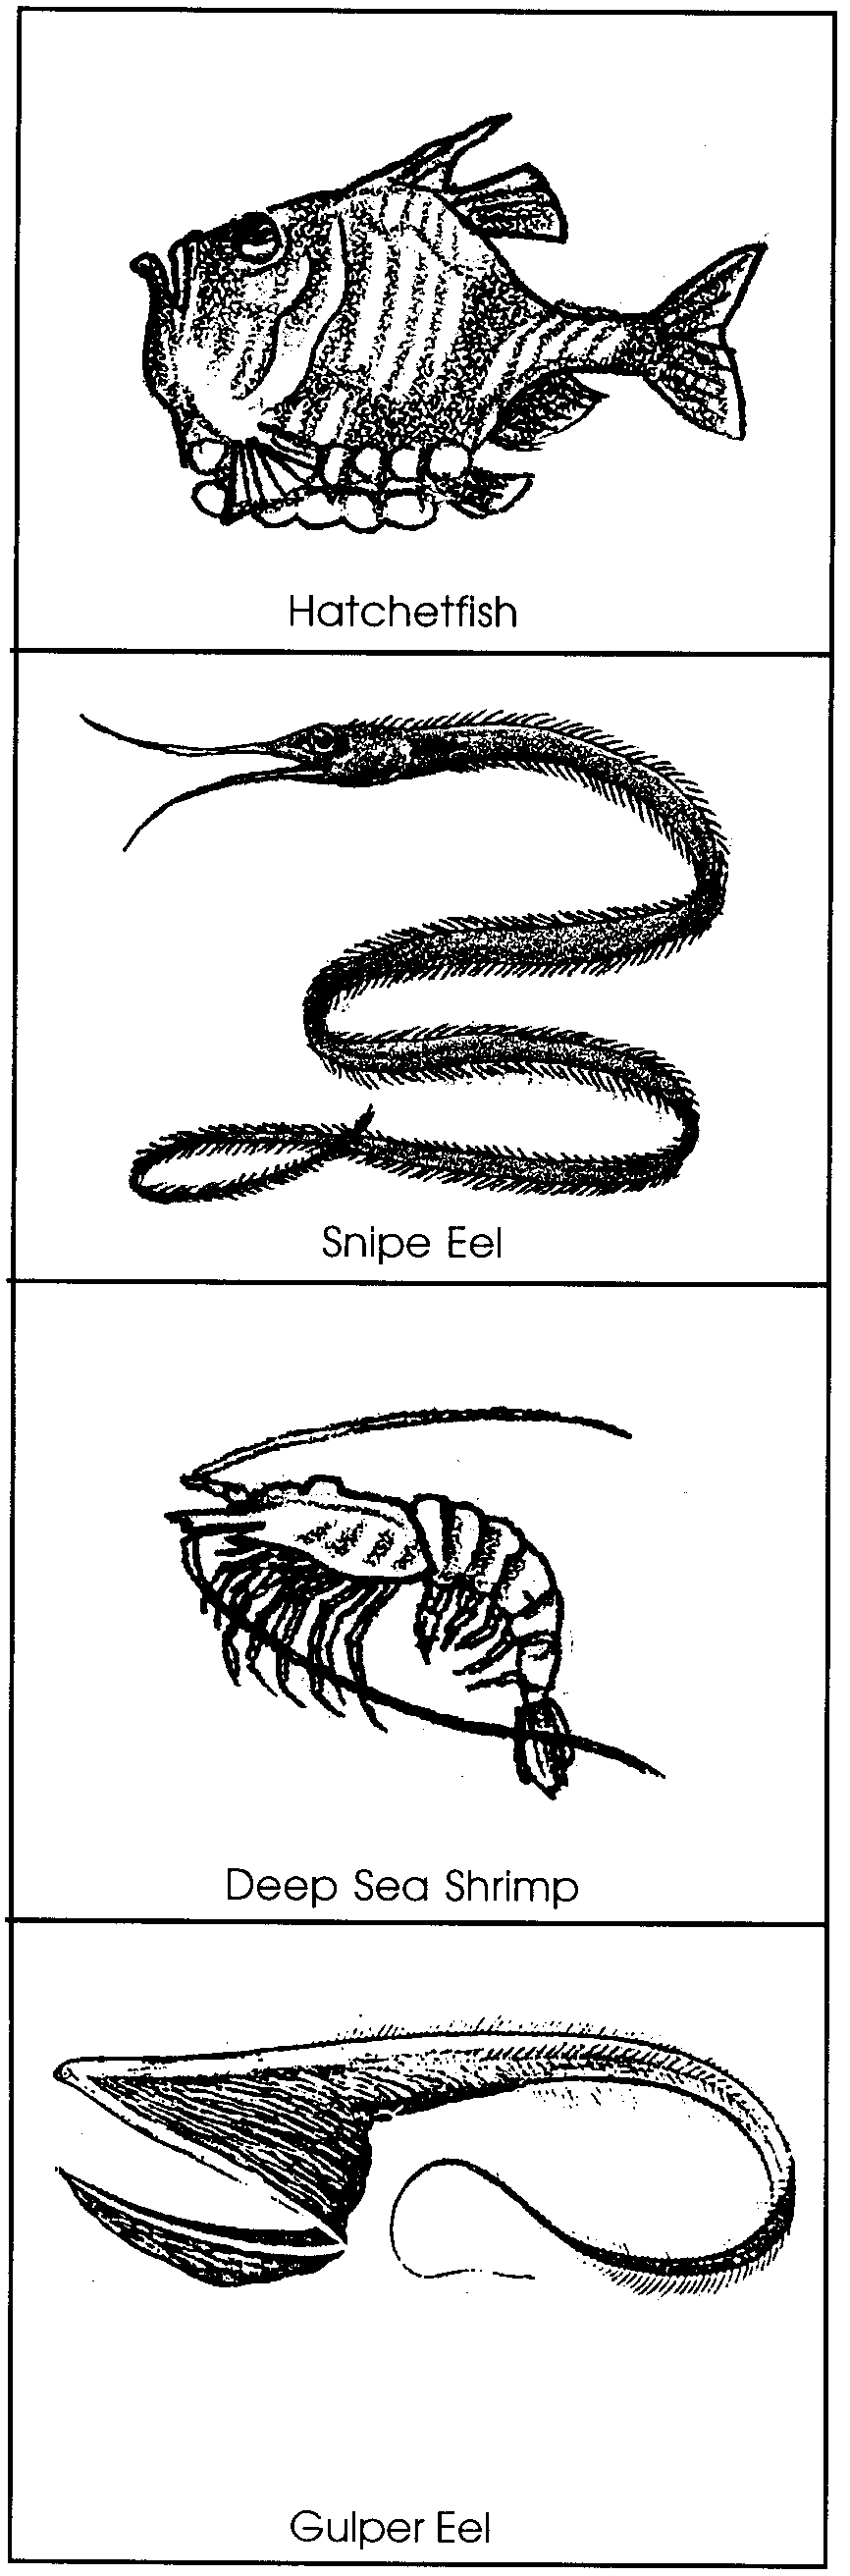 Hatchetfish
Snipe Eel
Deep Sea Shrimp
Gulper Eel